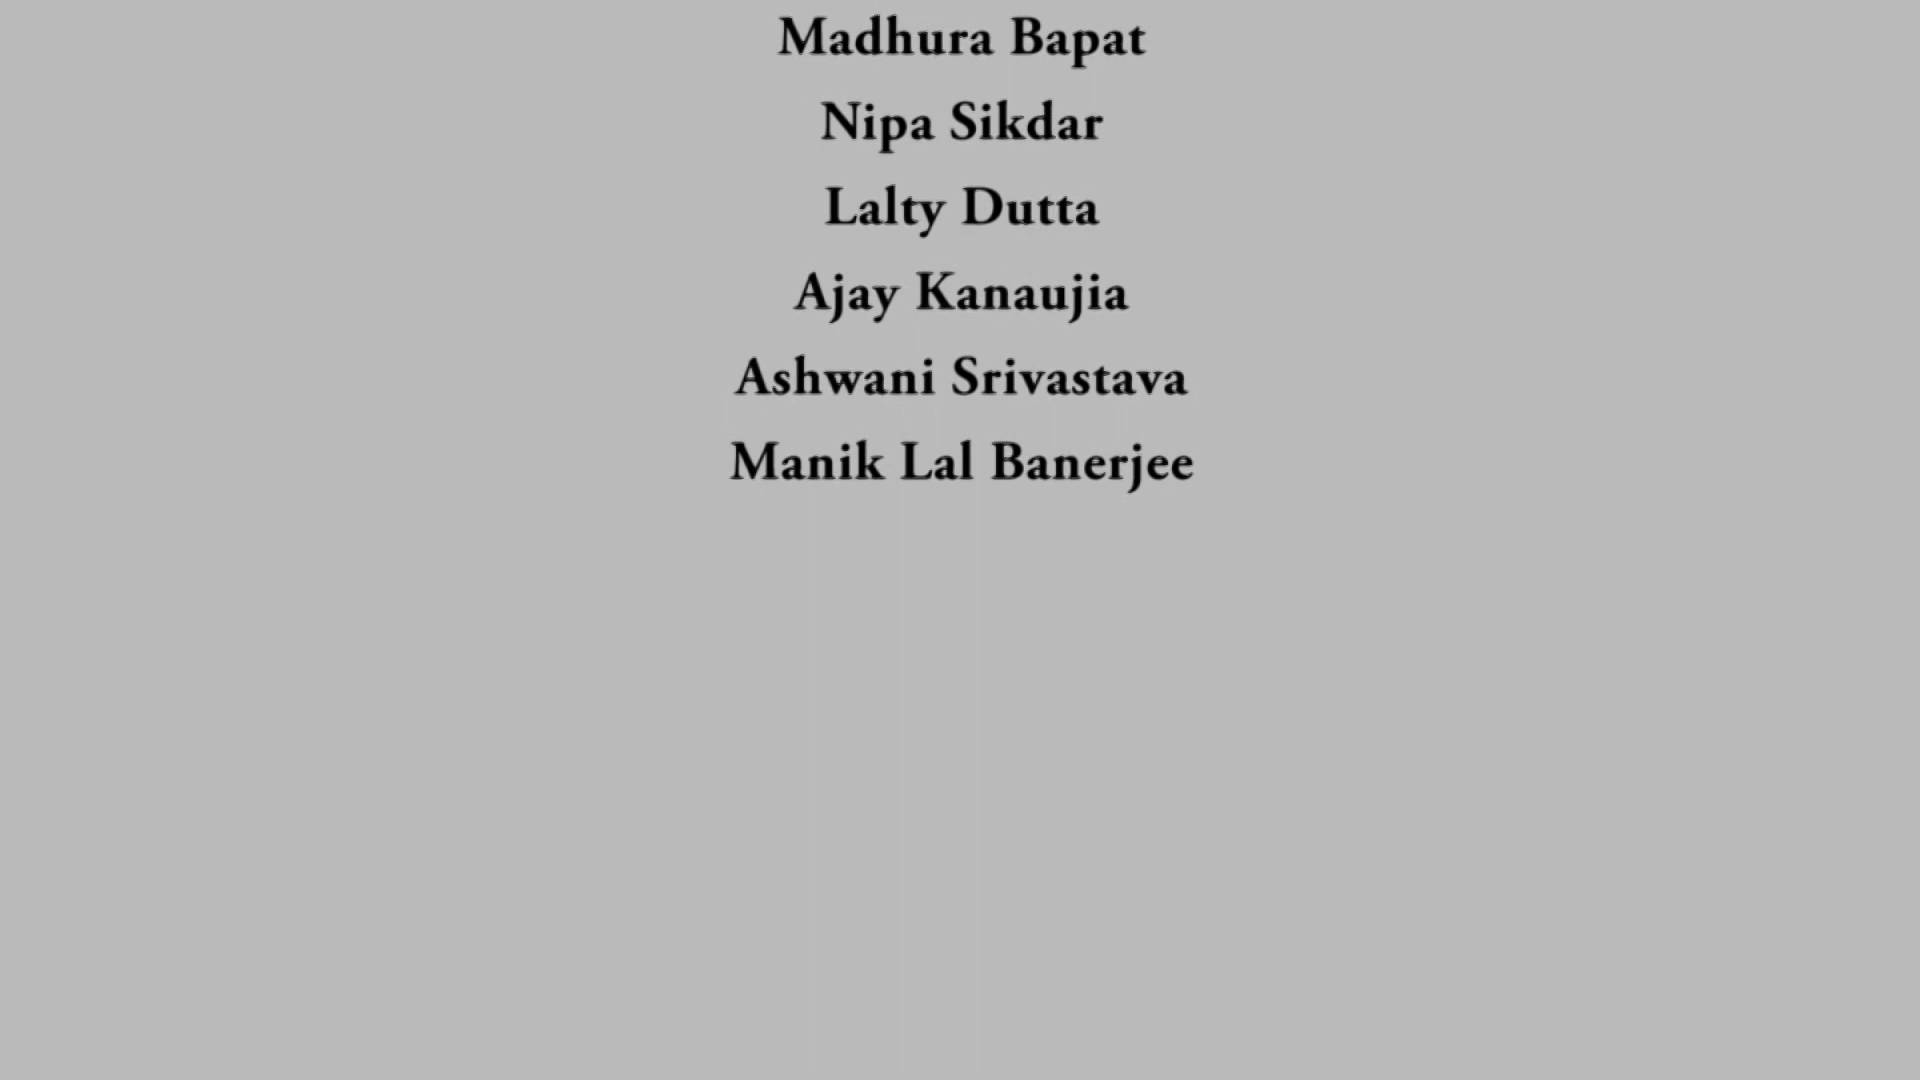 Madhura Bapat
Nipa Sikdar
Lalty Dutta
Ajay Kanaujia
Ashwani Srivastava
Manik Lal Banerjee